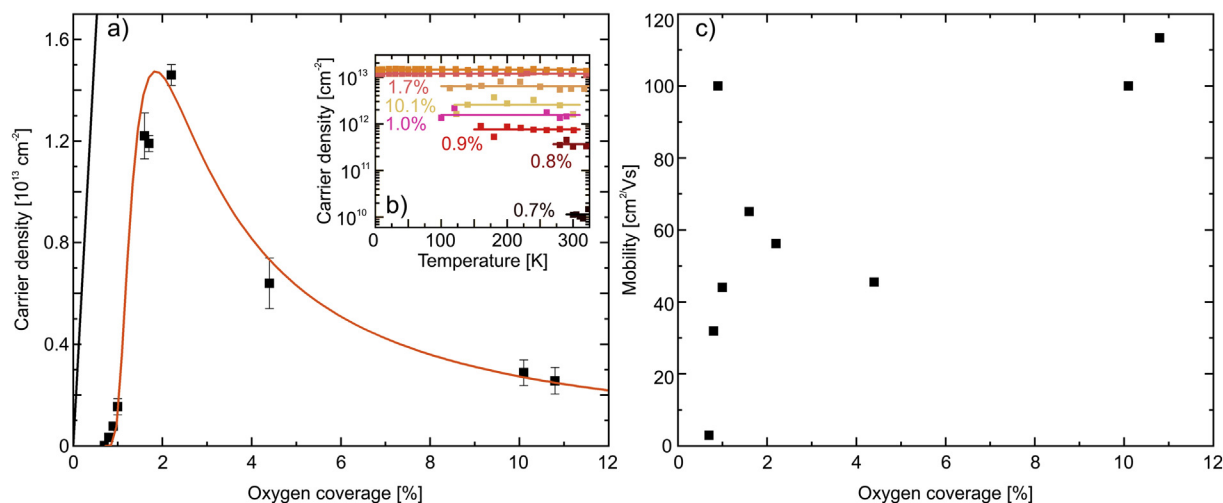 a)
Carrier density [10¹³ cm⁻²]
1.6
1.2
0.8
0.4
0
0 2 4 6 8 10 12
Oxygen coverage [%]
b)
Carrier density [cm⁻²]
10¹³
10¹²
10¹¹
10¹⁰
1.7%
10.1%
1.0%
0.9%
0.8%
0.7%
0 100 200 300
Temperature [K]
c)
Mobility [cm²/Vs]
120
100
80
60
40
20
0
0 2 4 6 8 10 12
Oxygen coverage [%]